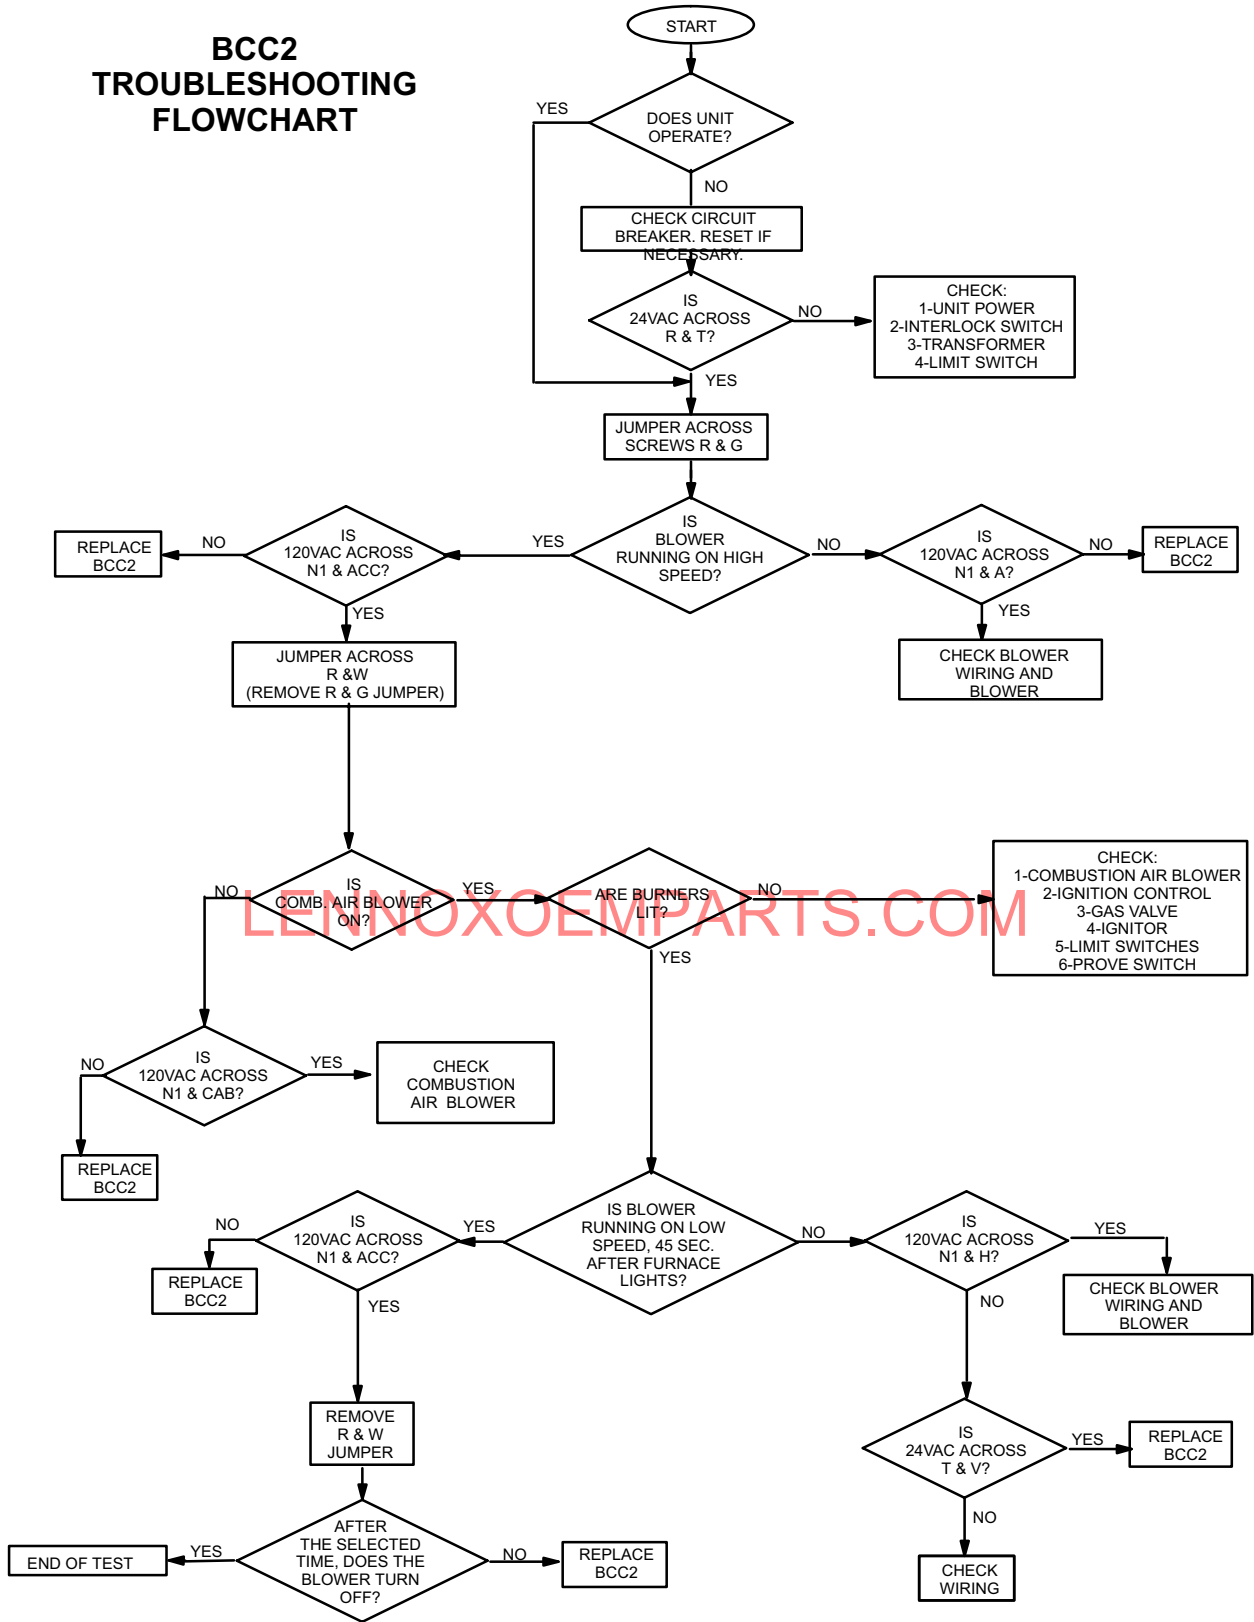 BCC2
TROUBLESHOOTING
FLOWCHART
START
YES
DOES UNIT
OPERATE?
NO
CHECK CIRCUIT
BREAKER. RESET IF
NECESSARY.
IS
24VAC ACROSS
R & T?
NO
CHECK:
1-UNIT POWER
2-INTERLOCK SWITCH
3-TRANSFORMER
4-LIMIT SWITCH
YES
JUMPER ACROSS
SCREWS R & G
REPLACE
BCC2
NO
IS
120VAC ACROSS
N1 & ACC?
YES
IS
BLOWER
RUNNING ON HIGH
SPEED?
NO
IS
120VAC ACROSS
N1 & A?
NO
REPLACE
BCC2
YES
YES
JUMPER ACROSS
R &W
(REMOVE R & G JUMPER)
CHECK BLOWER
WIRING AND
BLOWER
NO
IS
COMB. AIR BLOWER
ON?
YES
ARE BURNERS
LIT?
NO
CHECK:
1-COMBUSTION AIR BLOWER
2-IGNITION CONTROL
3-GAS VALVE
4-IGNITOR
5-LIMIT SWITCHES
6-PROVE SWITCH
LENNOXOEMPARTS.COM
YES
NO
IS
120VAC ACROSS
N1 & CAB?
YES
CHECK
COMBUSTION
AIR BLOWER
REPLACE
BCC2
NO
IS
120VAC ACROSS
N1 & ACC?
YES
IS BLOWER
RUNNING ON LOW
SPEED, 45 SEC.
AFTER FURNACE
LIGHTS?
NO
IS
120VAC ACROSS
N1 & H?
YES
REPLACE
BCC2
YES
NO
CHECK BLOWER
WIRING AND
BLOWER
REMOVE
R & W
JUMPER
IS
24VAC ACROSS
T & V?
YES
REPLACE
BCC2
NO
END OF TEST
YES
AFTER
THE SELECTED
TIME, DOES THE
BLOWER TURN
OFF?
NO
REPLACE
BCC2
CHECK
WIRING